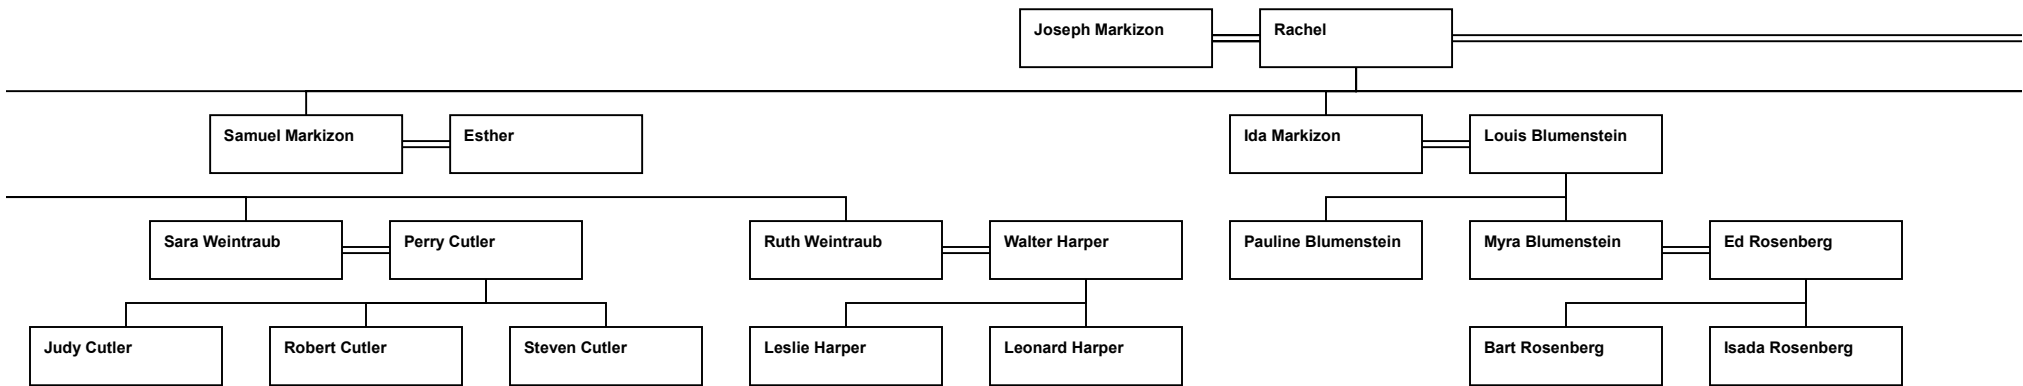 Joseph Markizon
Rachel
Samuel Markizon
Esther
Ida Markizon
Louis Blumenstein
Sara Weintraub
Perry Cutler
Ruth Weintraub
Walter Harper
Pauline Blumenstein
Myra Blumenstein
Ed Rosenberg
Judy Cutler
Robert Cutler
Steven Cutler
Leslie Harper
Leonard Harper
Bart Rosenberg
Isada Rosenberg